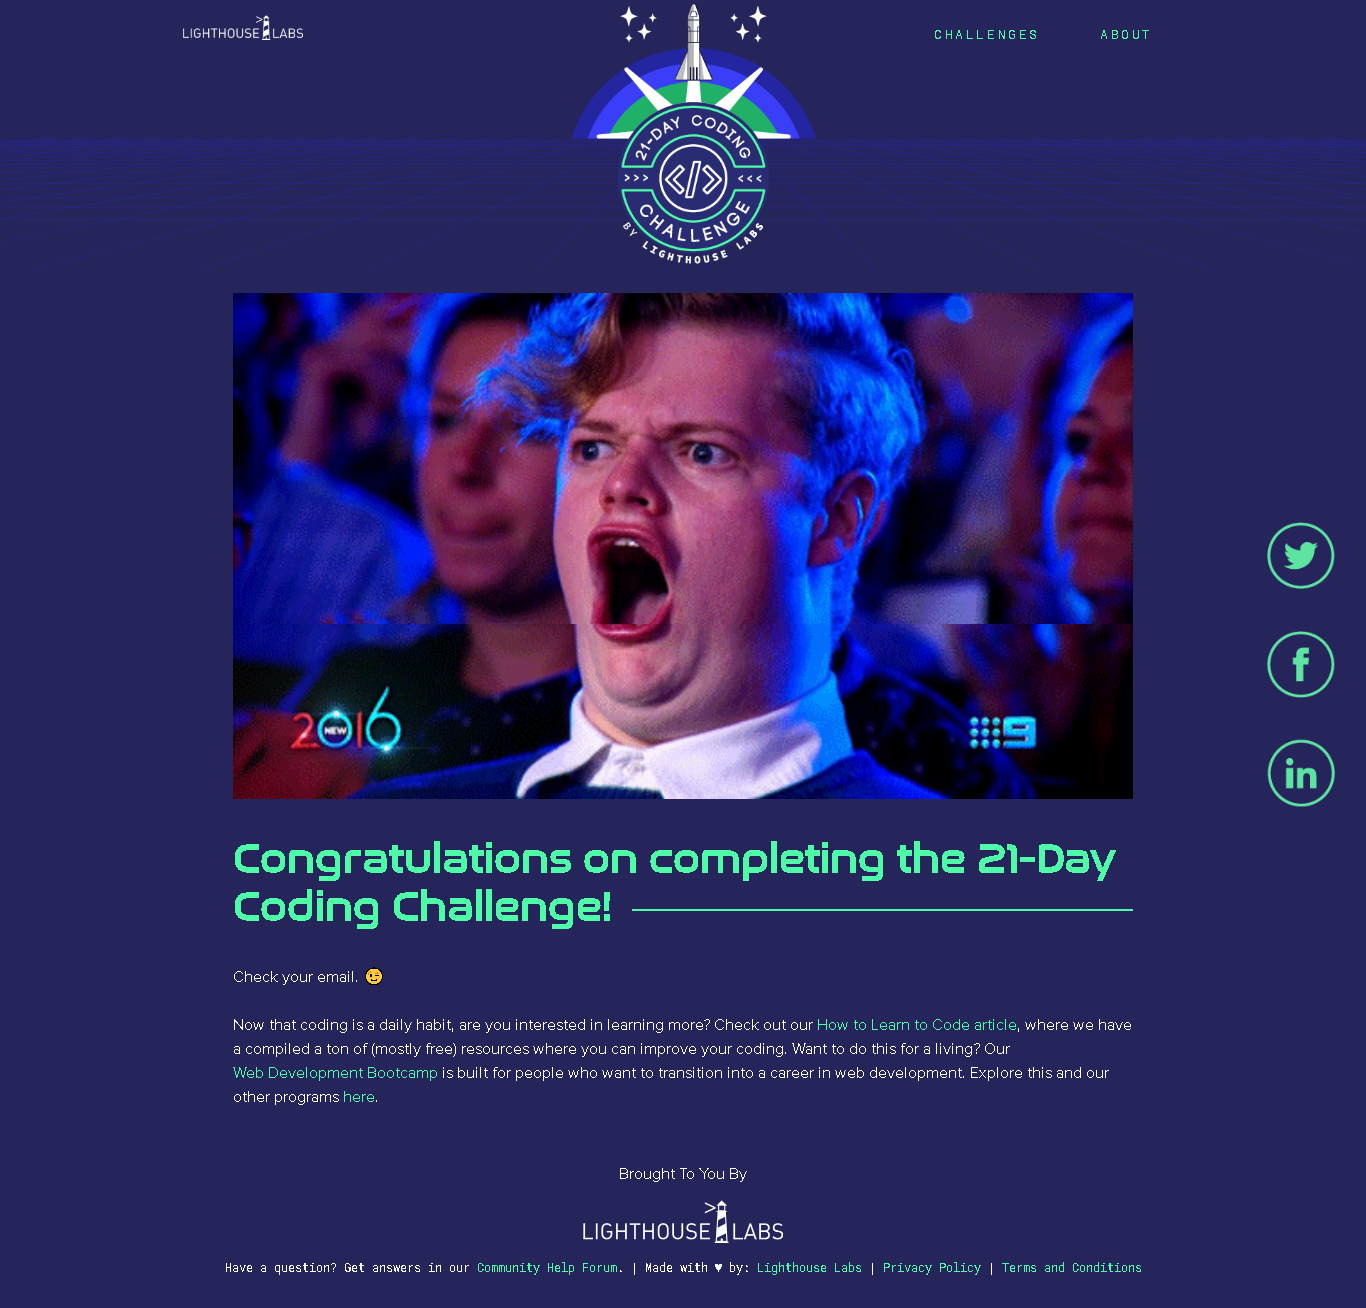 LIGHTHOUSE LABS
CHALLENGES
ABOUT
21-DAY CODING
>>> </> <<<
CHALLENGE
BY LIGHTHOUSE LABS
2016
NEW
9
Congratulations on completing the 21-Day
Coding Challenge!
Check your email. 😉
Now that coding is a daily habit, are you interested in learning more? Check out our How to Learn to Code article, where we have
a compiled a ton of (mostly free) resources where you can improve your coding. Want to do this for a living? Our
Web Development Bootcamp is built for people who want to transition into a career in web development. Explore this and our
other programs here.
Brought To You By
LIGHTHOUSE LABS
Have a question? Get answers in our Community Help Forum. | Made with ♥ by: Lighthouse Labs | Privacy Policy | Terms and Conditions